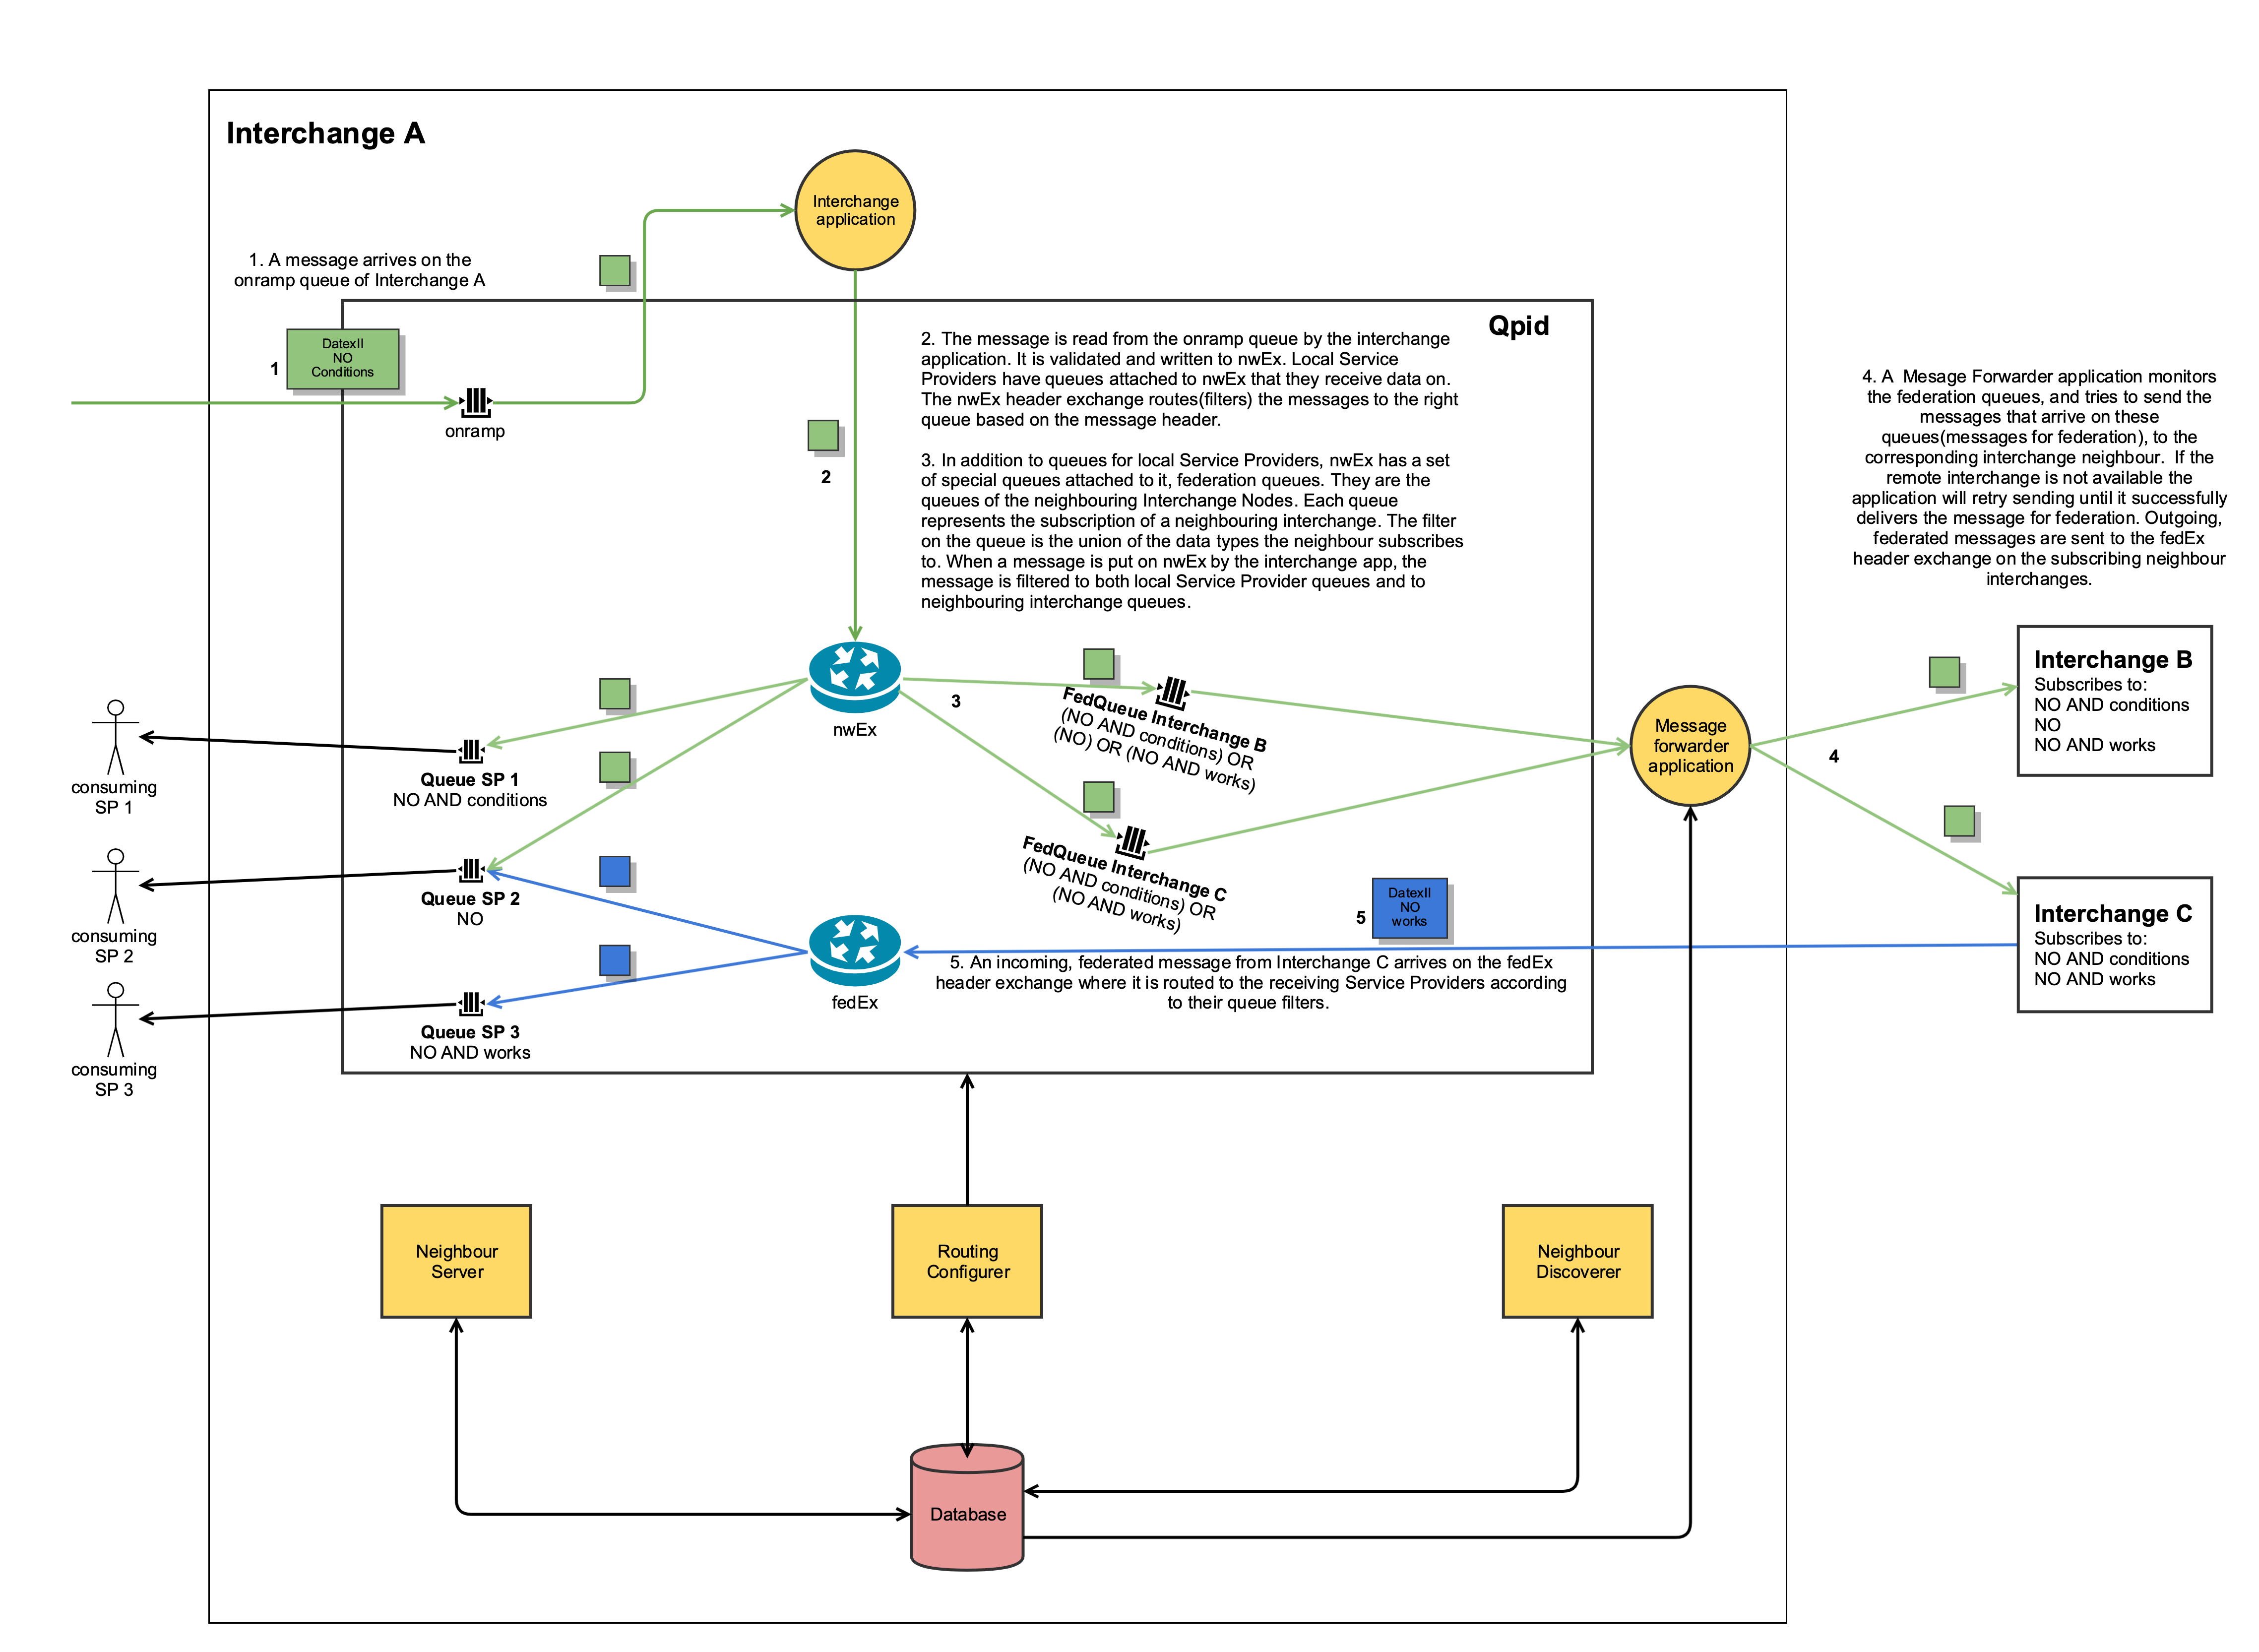 Interchange A
Interchange
application
1. A message arrives on the
onramp queue of Interchange A
Qpid
1
DatexII
NO
Conditions
onramp
2
2. The message is read from the onramp queue by the interchange
application. It is validated and written to nwEx. Local Service
Providers have queues attached to nwEx that they receive data on.
The nwEx header exchange routes(filters) the messages to the right
queue based on the message header.
3. In addition to queues for local Service Providers, nwEx has a set
of special queues attached to it, federation queues. They are the
queues of the neighbouring Interchange Nodes. Each queue
represents the subscription of a neighbouring interchange. The filter
on the queue is the union of the data types the neighbour subscribes
to. When a message is put on nwEx by the interchange app, the
message is filtered to both local Service Provider queues and to
neighbouring interchange queues.
4. A  Mesage Forwarder application monitors
the federation queues, and tries to send the
messages that arrive on these
queues(messages for federation), to the
corresponding interchange neighbour.  If the
remote interchange is not available the
application will retry sending until it successfully
delivers the message for federation. Outgoing,
federated messages are sent to the fedEx
header exchange on the subscribing neighbour
interchanges.
nwEx
3
FedQueue Interchange B
(NO AND conditions) OR
(NO) OR (NO AND works)
Message
forwarder
application
4
Interchange B
Subscribes to:
NO AND conditions
NO
NO AND works
consuming
SP 1
Queue SP 1
NO AND conditions
FedQueue Interchange C
(NO AND conditions) OR
(NO AND works)
consuming
SP 2
Queue SP 2
NO
5
DatexII
NO
works
Interchange C
Subscribes to:
NO AND conditions
NO AND works
fedEx
5. An incoming, federated message from Interchange C arrives on the fedEx
header exchange where it is routed to the receiving Service Providers according
to their queue filters.
consuming
SP 3
Queue SP 3
NO AND works
Neighbour
Server
Routing
Configurer
Neighbour
Discoverer
Database